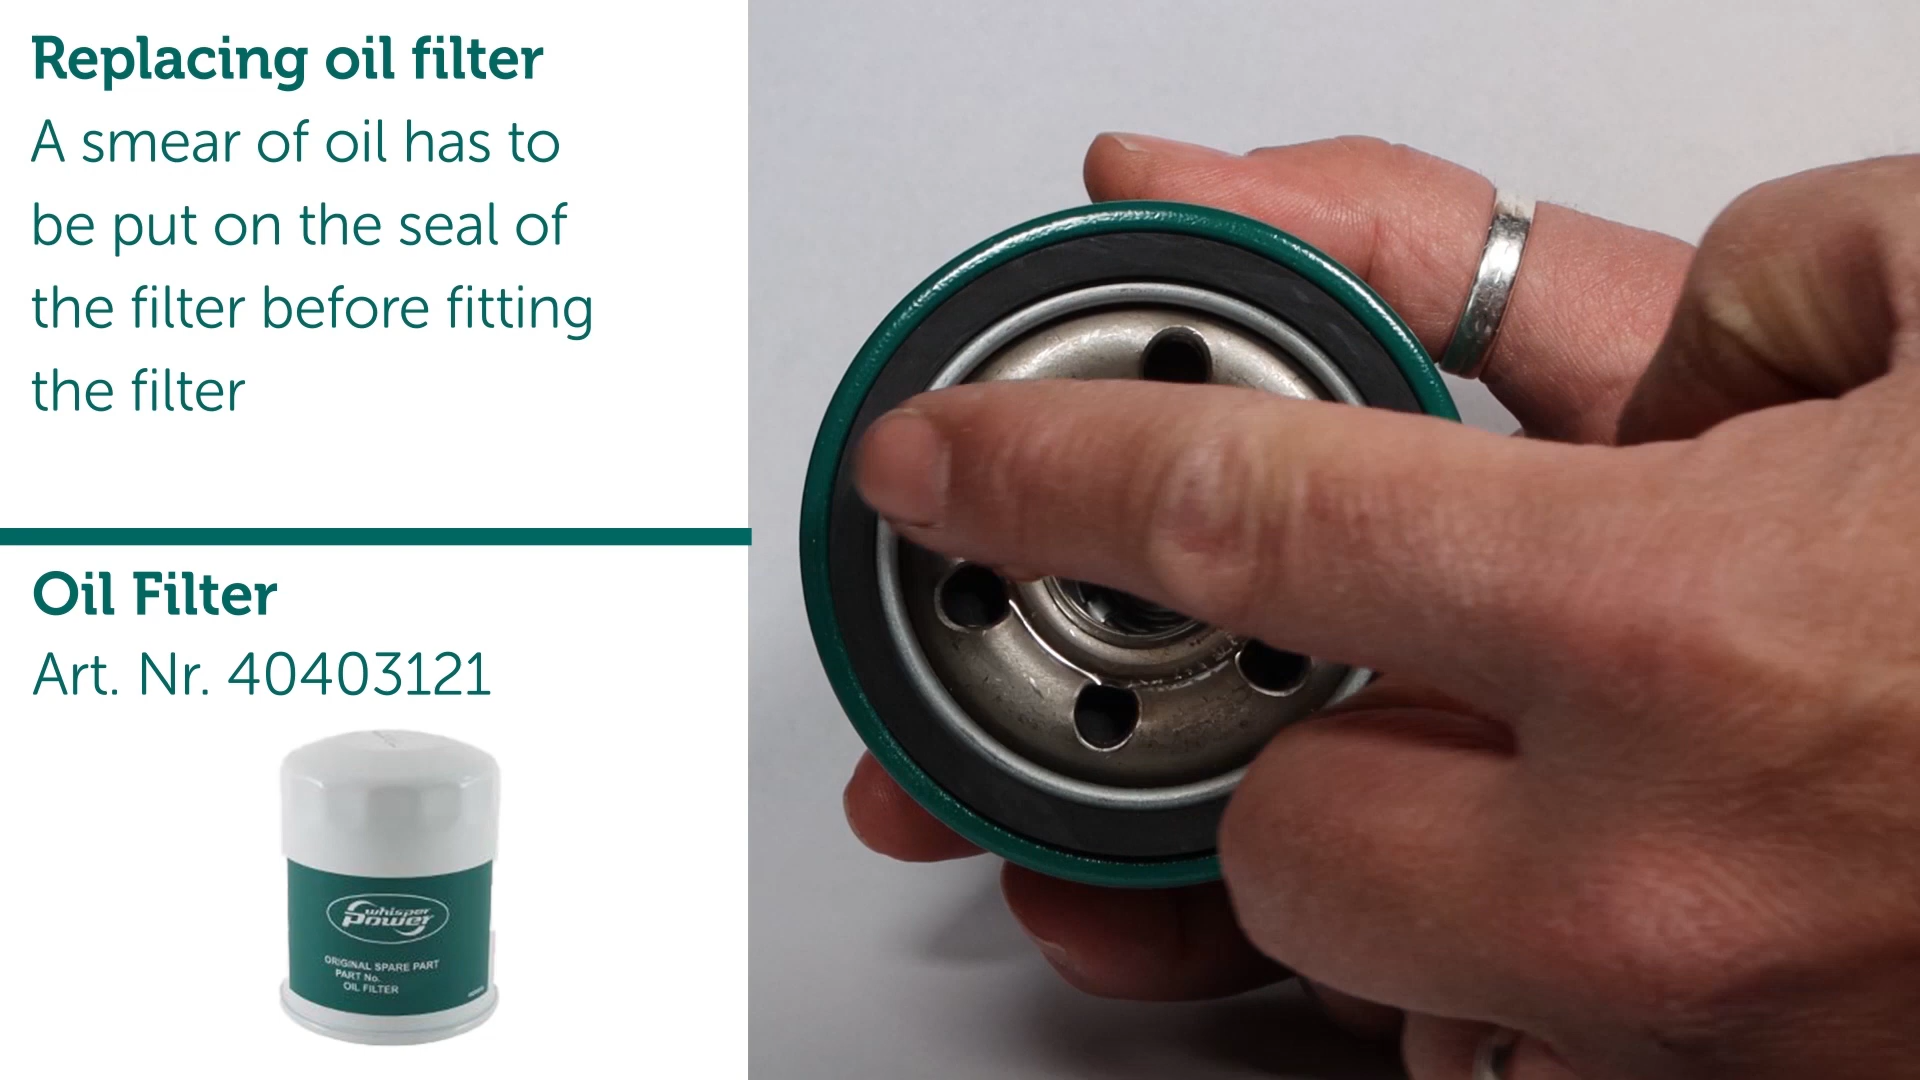 Replacing oil filter
A smear of oil has to
be put on the seal of
the filter before fitting
the filter
Oil Filter
Art. Nr. 40403121
whisper
Power
ORIGINAL SPARE PART
PART No.
OIL FILTER